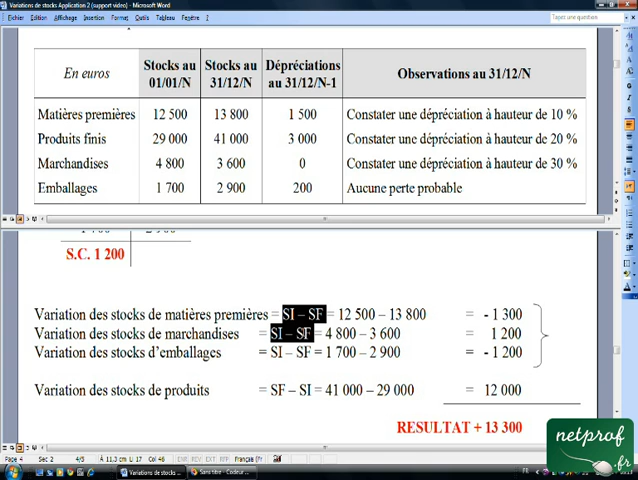 Variations de stocks Application 2 (support video) - Microsoft Word
Fichier Edition Affichage Insertion Format Outils Tableau Fenêtre ?
Tapez une question
En euros
Stocks au 01/01/N
Stocks au 31/12/N
Dépréciations au 31/12/N-1
Observations au 31/12/N
Matières premières 12 500 13 800 1 500 Constater une dépréciation à hauteur de 10 %
Produits finis 29 000 41 000 3 000 Constater une dépréciation à hauteur de 20 %
Marchandises 4 800 3 600 0 Constater une dépréciation à hauteur de 30 %
Emballages 1 700 2 900 200 Aucune perte probable
S.C. 1 200
Variation des stocks de matières premières = SI – SF = 12 500 – 13 800 = - 1 300
Variation des stocks de marchandises = SI – SF = 4 800 – 3 600 = 1 200
Variation des stocks d'emballages = SI – SF = 1 700 – 2 900 = - 1 200
Variation des stocks de produits = SF – SI = 41 000 – 29 000 = 12 000
RESULTAT + 13 300
netprof
.fr
Page 4 Sec 2 4/5 À 11,3 cm Li 17 Col 46 ENR REV EXT RFP Français (Fr
Variations de stocks... Sans titre - Codeur ... FR